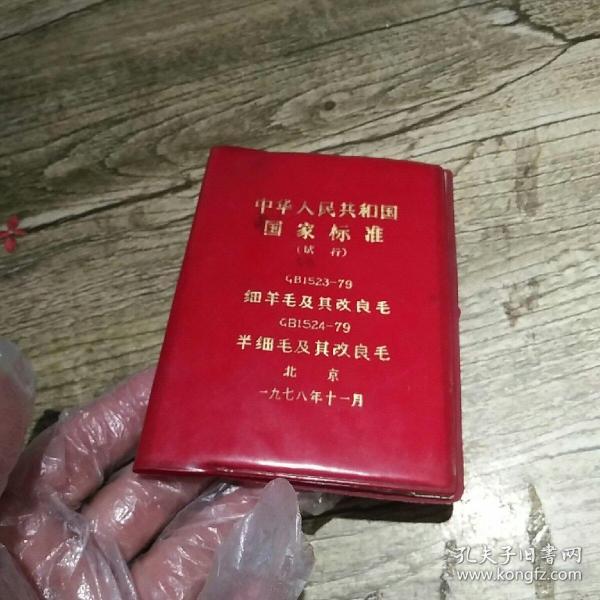 中华人民共和国
国家标准
(试行)
GB1523-79
细羊毛及其改良毛
GB1524-79
半细毛及其改良毛
北京
一九七八年十一月
孔夫子旧書网
www.kongfz.com